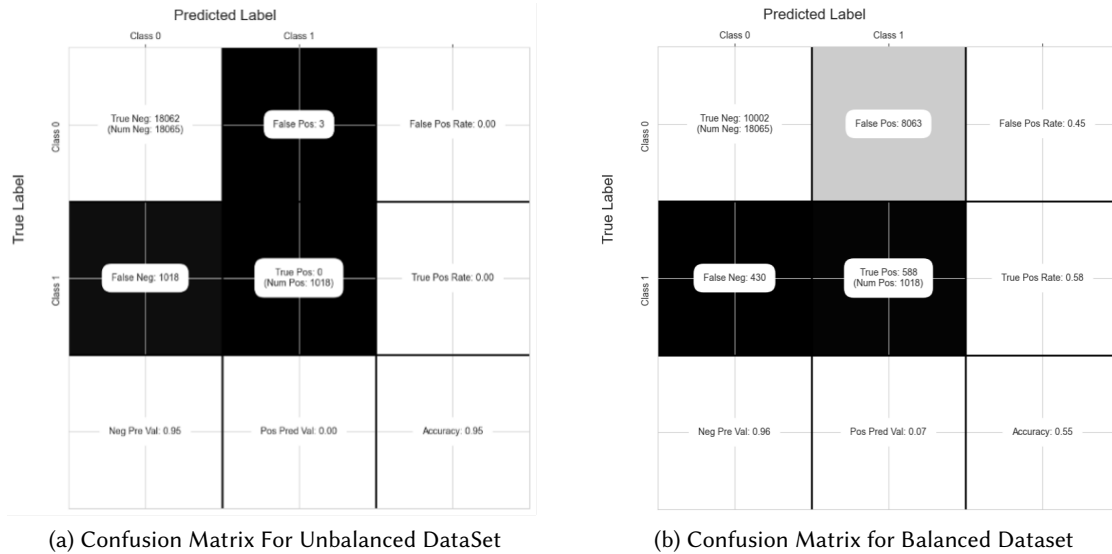 Predicted Label
Class 0
Class 1
True Label
Class 0
True Neg: 18062
(Num Neg: 18065)
False Pos: 3
False Pos Rate: 0.00
Class 1
False Neg: 1018
True Pos: 0
(Num Pos: 1018)
True Pos Rate: 0.00
Neg Pre Val: 0.95
Pos Pred Val: 0.00
Accuracy: 0.95
(a) Confusion Matrix For Unbalanced DataSet
Predicted Label
Class 0
Class 1
True Label
Class 0
True Neg: 10002
(Num Neg: 18065)
False Pos: 8063
False Pos Rate: 0.45
Class 1
False Neg: 430
True Pos: 588
(Num Pos: 1018)
True Pos Rate: 0.58
Neg Pre Val: 0.96
Pos Pred Val: 0.07
Accuracy: 0.55
(b) Confusion Matrix for Balanced Dataset